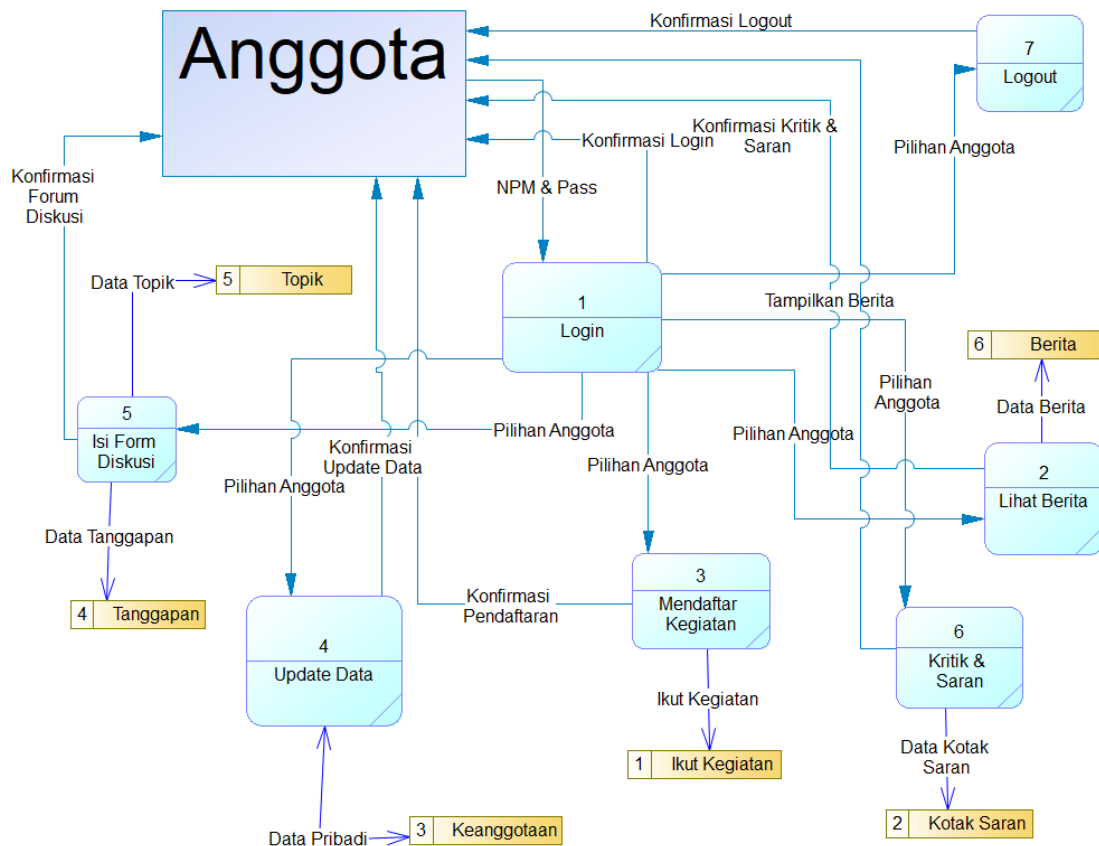 Anggota
Konfirmasi Logout
7
Logout
Konfirmasi Login
Konfirmasi Kritik &
Saran
Pilihan Anggota
Konfirmasi
Forum
Diskusi
NPM & Pass
Data Topik
5 Topik
1
Login
Tampilkan Berita
6 Berita
Pilihan
Anggota
Data Berita
5
Isi Form
Diskusi
Pilihan Anggota
Konfirmasi
Update Data
Pilihan Anggota
Pilihan Anggota
Pilihan Anggota
2
Lihat Berita
Data Tanggapan
4 Tanggapan
Konfirmasi
Pendaftaran
3
Mendaftar
Kegiatan
4
Update Data
6
Kritik &
Saran
Ikut Kegiatan
1 Ikut Kegiatan
Data Kotak
Saran
Data Pribadi
3 Keanggotaan
2 Kotak Saran